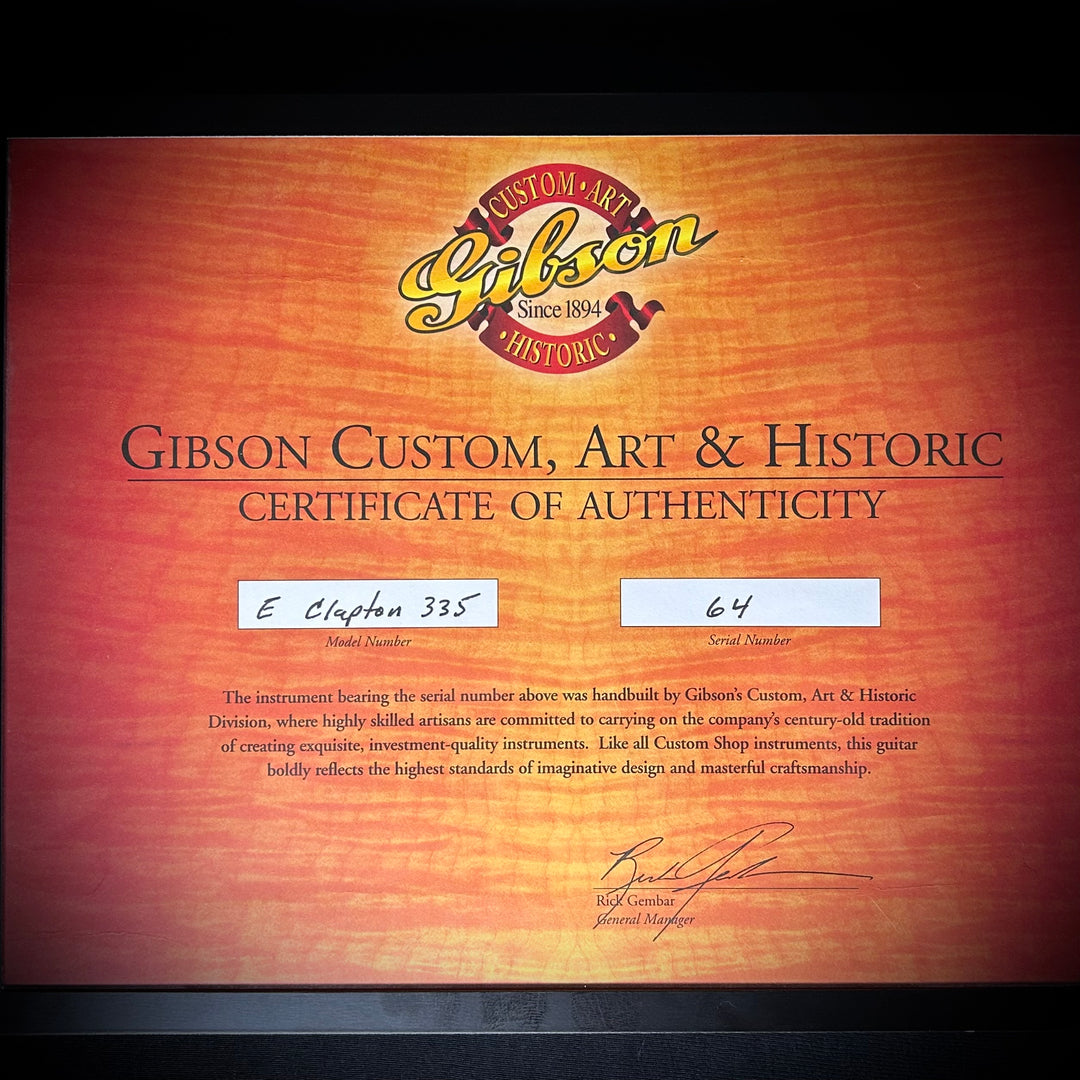 CUSTOM • ART
Gibson
Since 1894
• HISTORIC •
GIBSON CUSTOM, ART & HISTORIC
CERTIFICATE OF AUTHENTICITY
E Clapton 335
64
Model Number
Serial Number
The instrument bearing the serial number above was handbuilt by Gibson's Custom, Art & Historic
Division, where highly skilled artisans are committed to carrying on the company's century-old tradition
of creating exquisite, investment-quality instruments. Like all Custom Shop instruments, this guitar
boldly reflects the highest standards of imaginative design and masterful craftsmanship.
Rick Gembar
General Manager